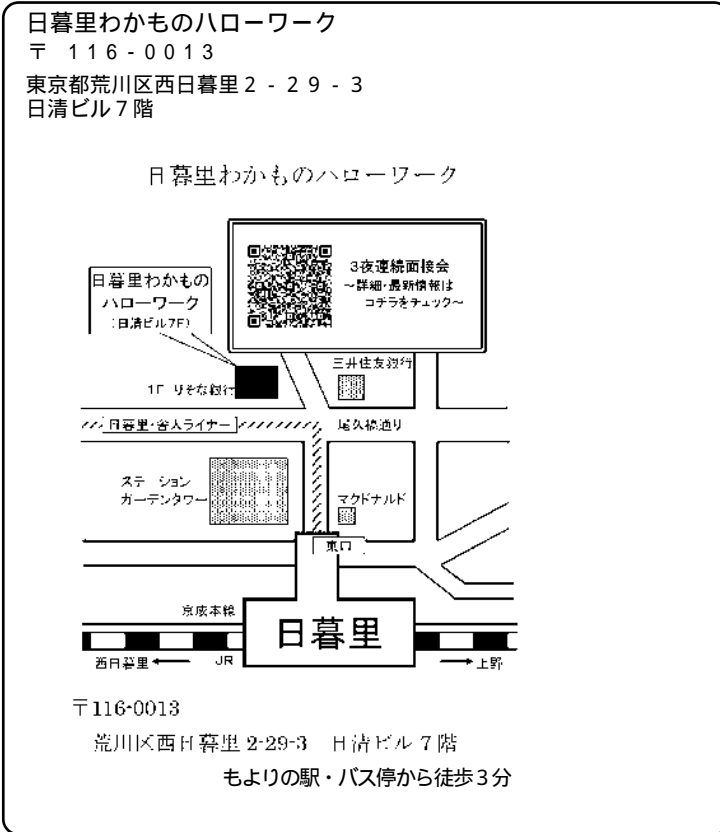 日暮里わかものハローワーク
〒 116-0013
東京都荒川区西日暮里2-29-3
日清ビル7階
日暮里わかものハローワーク
3夜連続面接会
～詳細・最新情報は
コチラをチェック～
日暮里わかもの
ハローワーク
(日清ビル7F)
三井住友銀行
1F りそな銀行
日暮里・舎人ライナー
尾久橋通り
ステーション
ガーデンタワー
マクドナルド
東口
京成本線
日暮里
西日暮里
JR
上野
〒116-0013
荒川区西日暮里 2-29-3 日清ビル 7 階
もよりの駅・バス停から徒歩3分